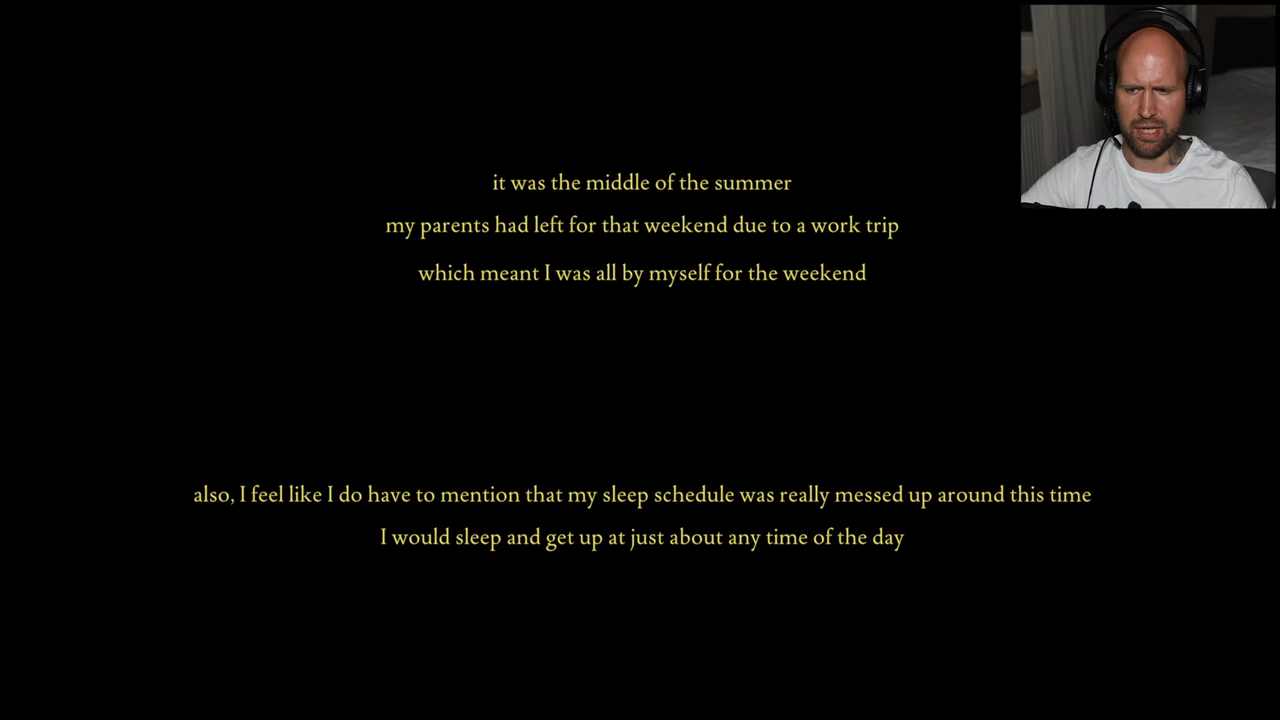 it was the middle of the summer
my parents had left for that weekend due to a work trip
which meant I was all by myself for the weekend
also, I feel like I do have to mention that my sleep schedule was really messed up around this time
I would sleep and get up at just about any time of the day